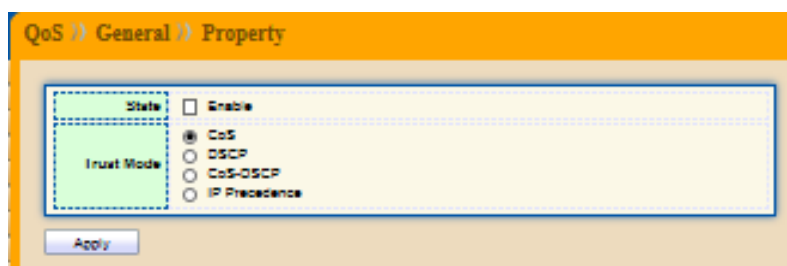 QoS 》 General 》 Property
State Enable
Trust Mode
CoS
DSCP
CoS-DSCP
IP Precedence
Apply